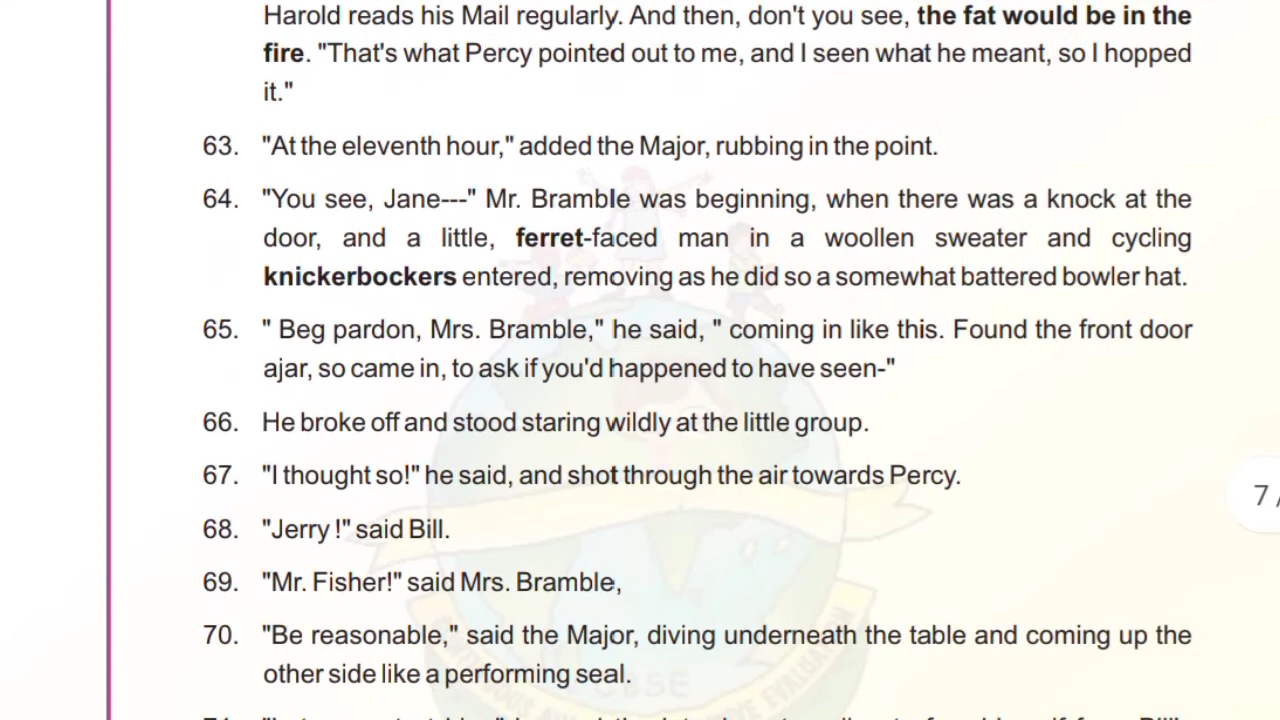 Harold reads his Mail regularly. And then, don't you see, the fat would be in the
fire. "That's what Percy pointed out to me, and I seen what he meant, so I hopped
it."
63. "At the eleventh hour," added the Major, rubbing in the point.
64. "You see, Jane---" Mr. Bramble was beginning, when there was a knock at the
door, and a little, ferret-faced man in a woollen sweater and cycling
knickerbockers entered, removing as he did so a somewhat battered bowler hat.
65. " Beg pardon, Mrs. Bramble," he said, " coming in like this. Found the front door
ajar, so came in, to ask if you'd happened to have seen-"
66. He broke off and stood staring wildly at the little group.
67. "I thought so!" he said, and shot through the air towards Percy.
68. "Jerry !" said Bill.
69. "Mr. Fisher!" said Mrs. Bramble,
70. "Be reasonable," said the Major, diving underneath the table and coming up the
other side like a performing seal.
7 /
CBSE